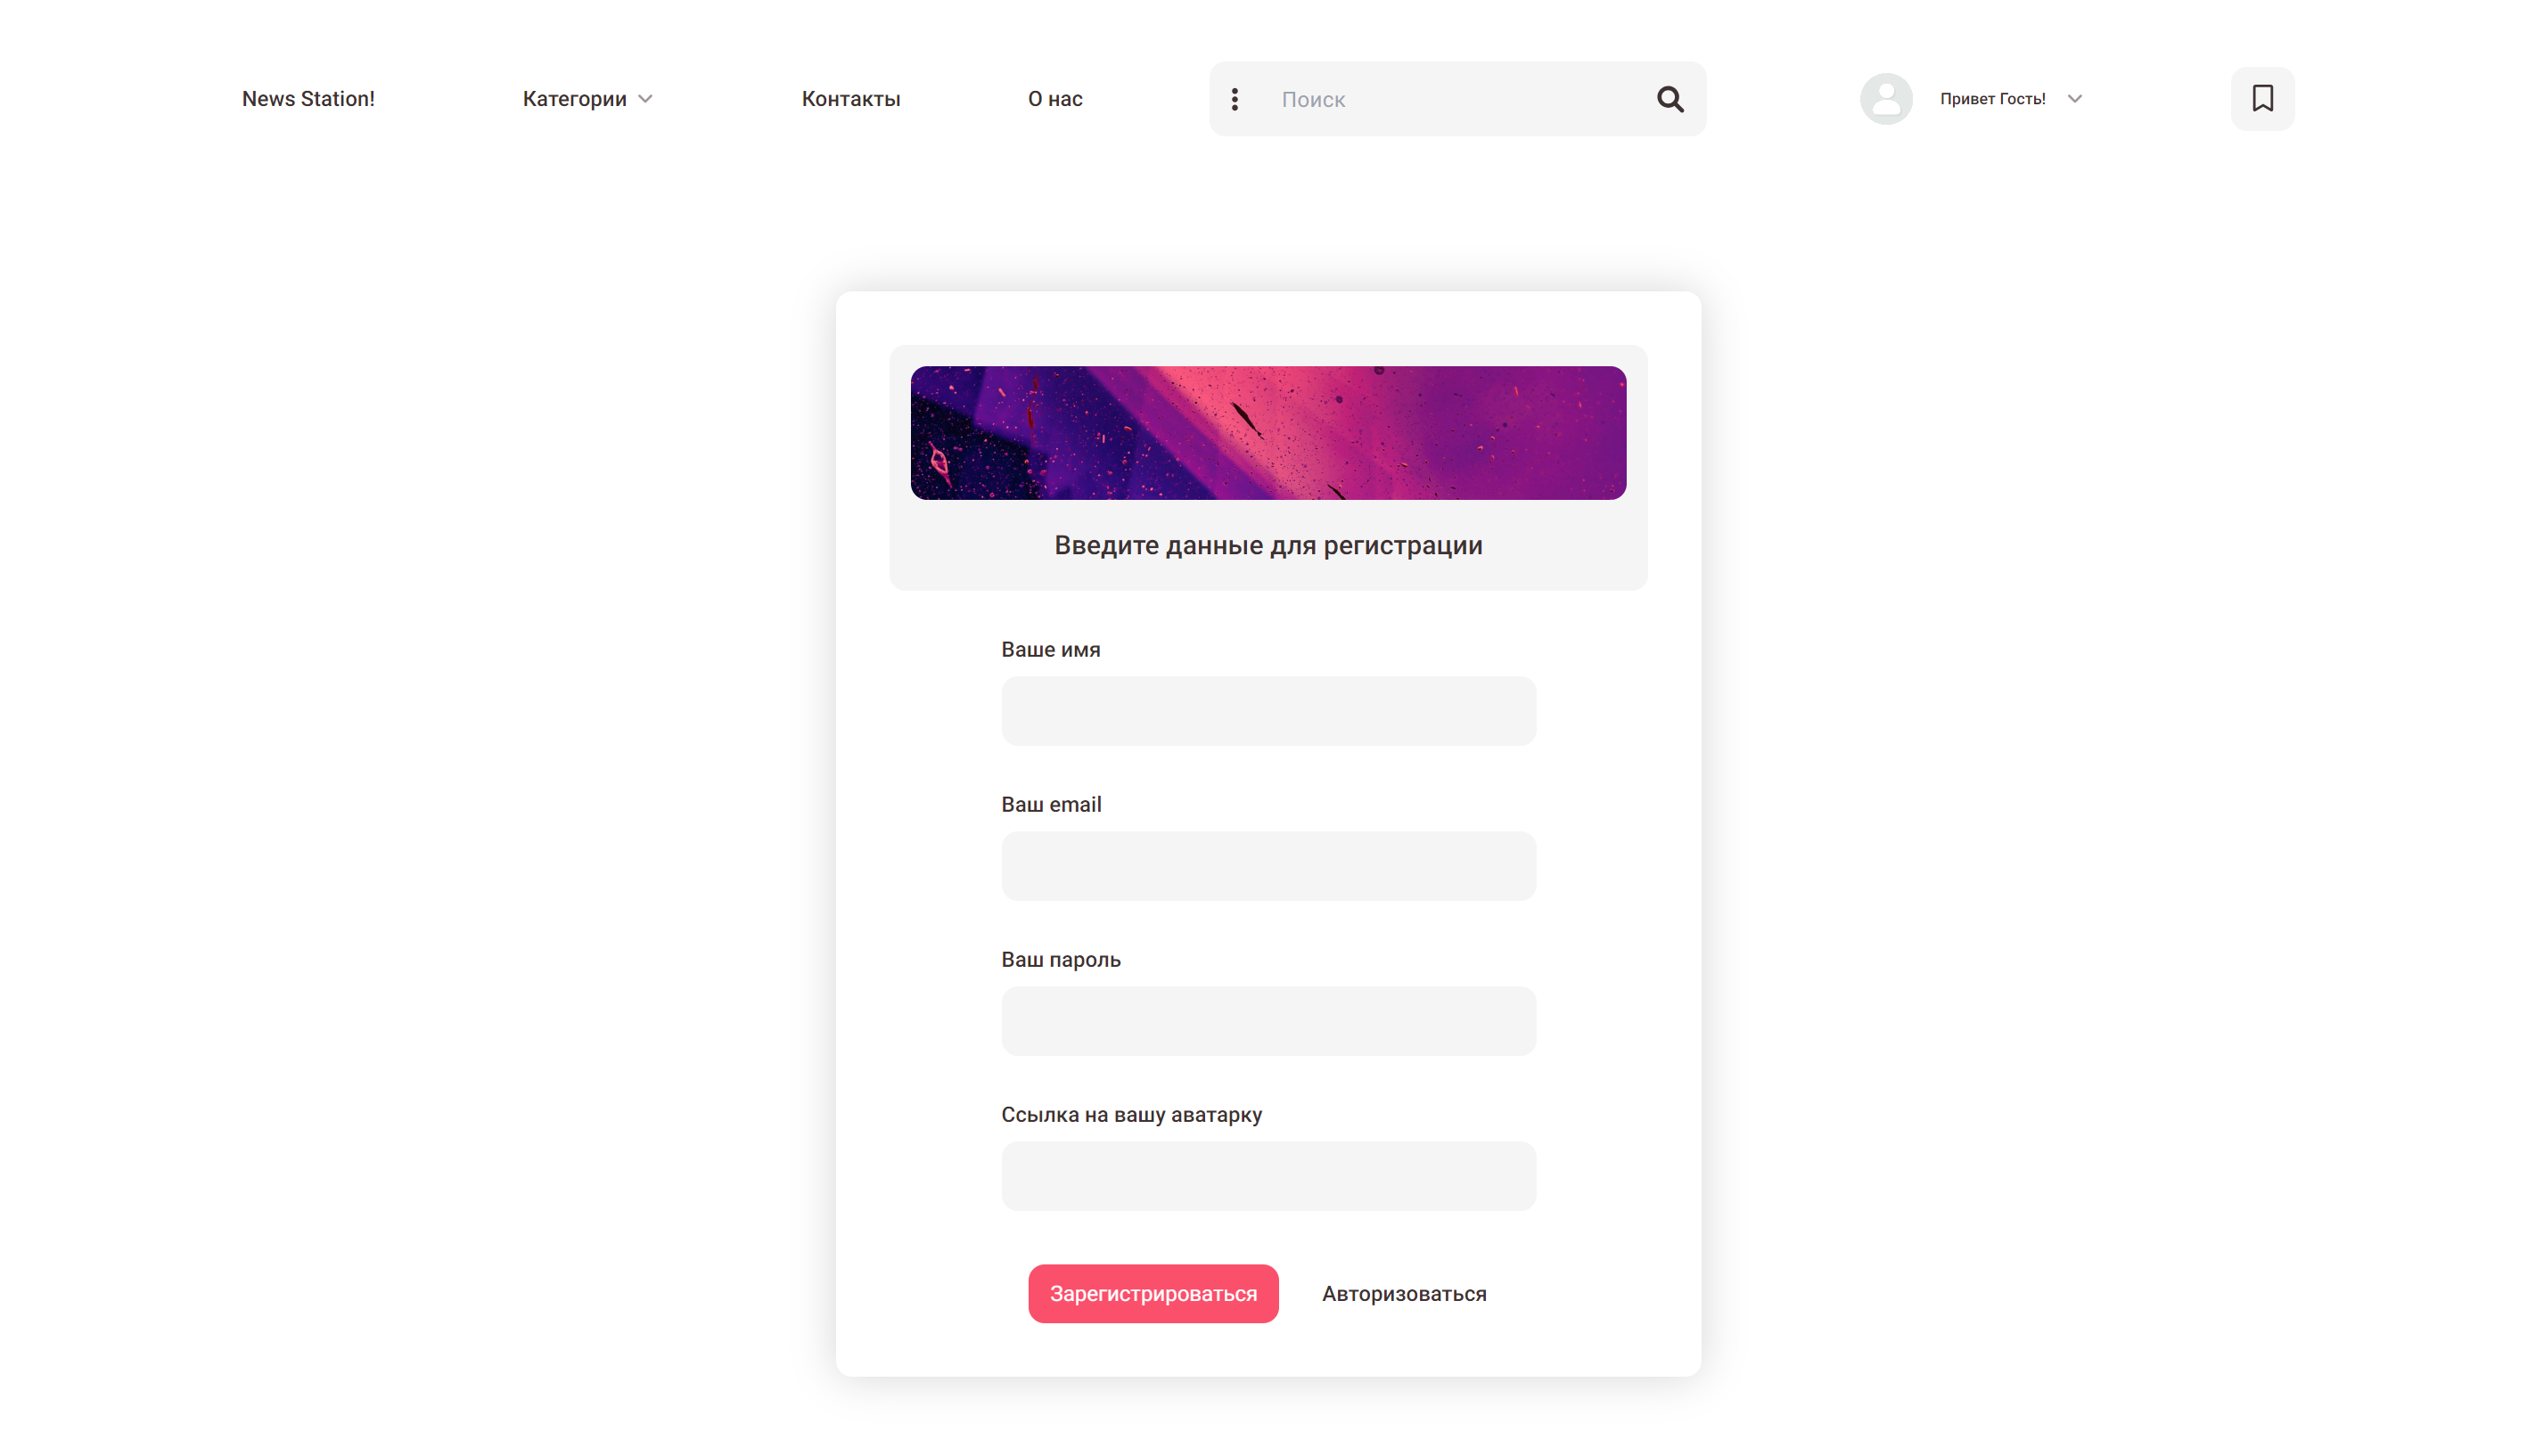 News Station!
Категории
Контакты
О нас
Поиск
Привет Гость!
Введите данные для регистрации
Ваше имя
Ваш email
Ваш пароль
Ссылка на вашу аватарку
Зарегистрироваться
Авторизоваться